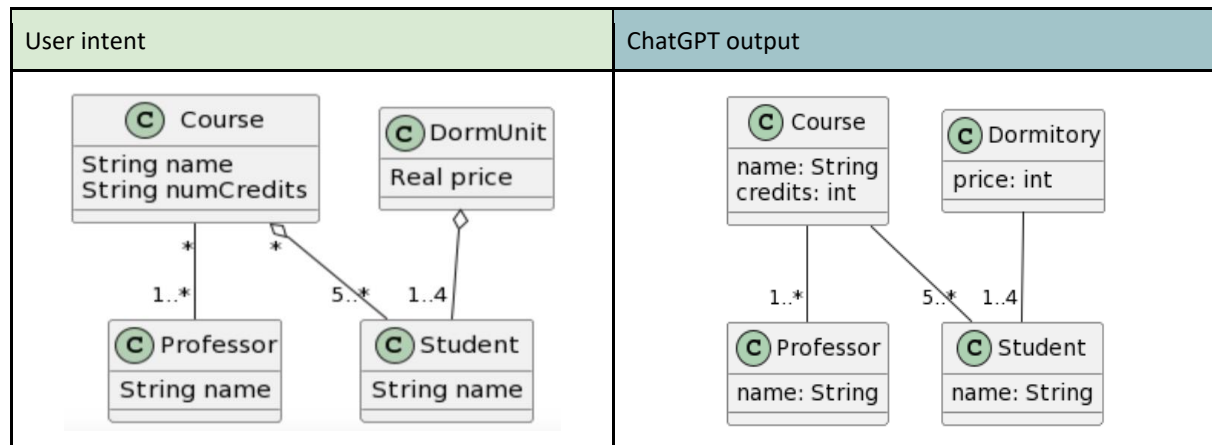 User intent
ChatGPT output
C Course
String name
String numCredits
C DormUnit
Real price
*
*
1..*
5..*
1..4
C Professor
String name
C Student
String name
C Course
name: String
credits: int
C Dormitory
price: int
1..*
5..*
1..4
C Professor
name: String
C Student
name: String